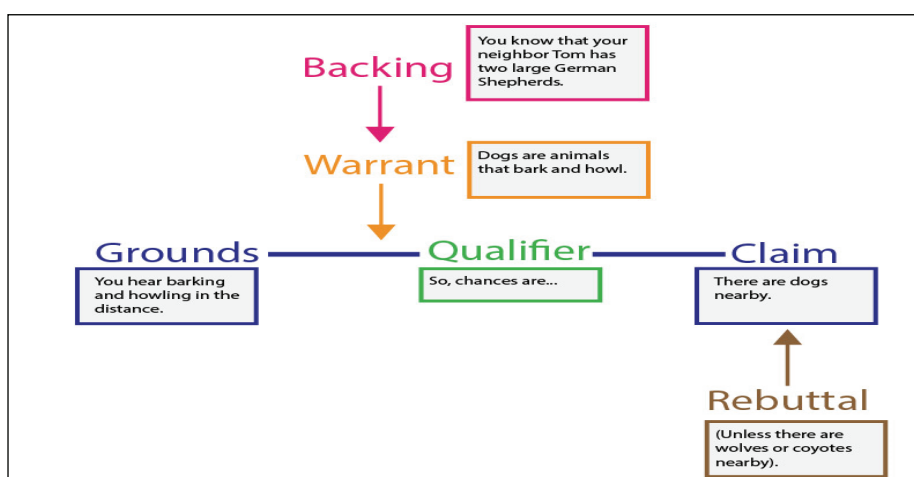 Backing
You know that your
neighbor Tom has
two large German
Shepherds.
Warrant
Dogs are animals
that bark and howl.
Grounds
You hear barking
and howling in the
distance.
Qualifier
So, chances are...
Claim
There are dogs
nearby.
Rebuttal
(Unless there are
wolves or coyotes
nearby).